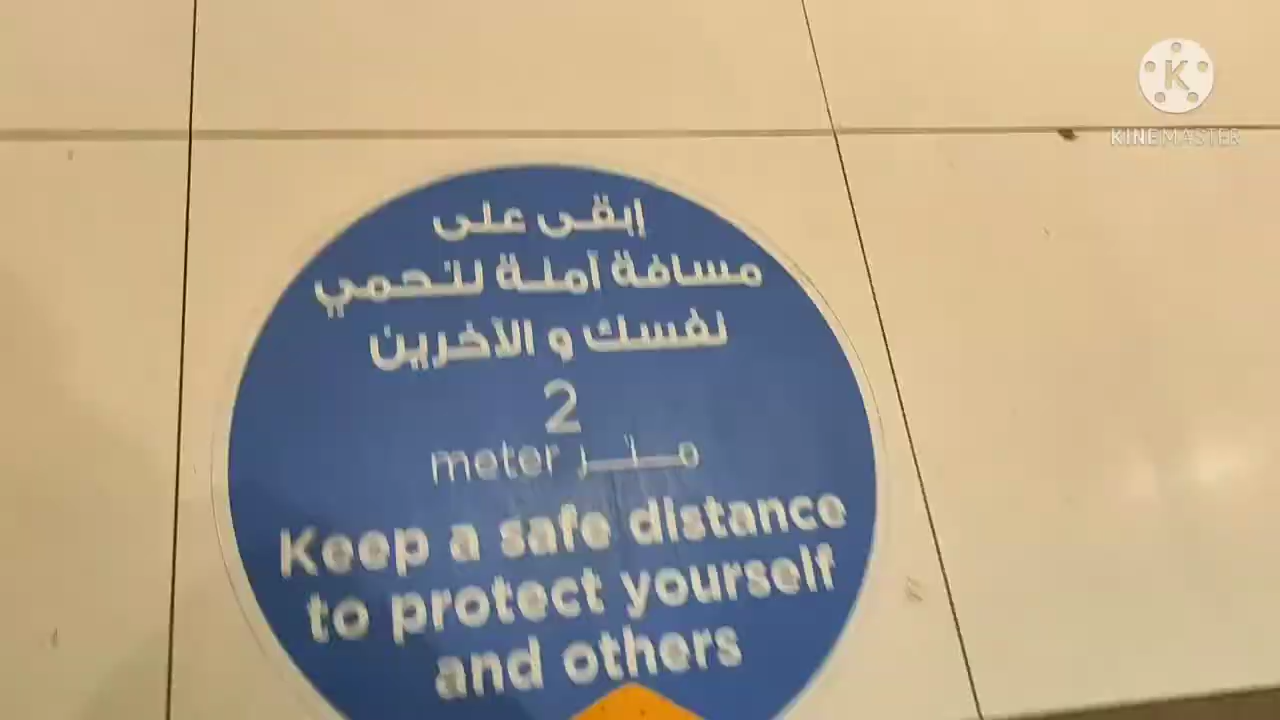 إبقى على
مسافة آمنة لتحمي
نفسك و الآخرين
2
meter متر
Keep a safe distance
to protect yourself
and others
K
KINEMASTER